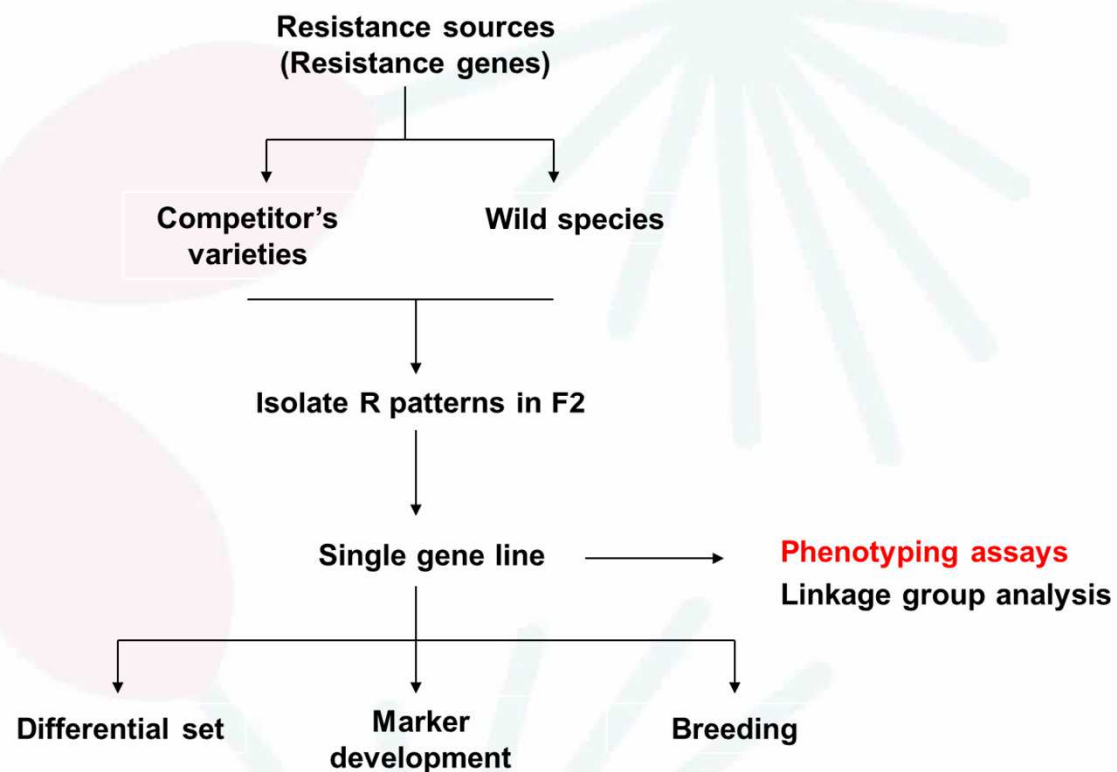 Resistance sources
(Resistance genes)
Competitor's
varieties
Wild species
Isolate R patterns in F2
Single gene line
Phenotyping assays
Linkage group analysis
Differential set
Marker
development
Breeding